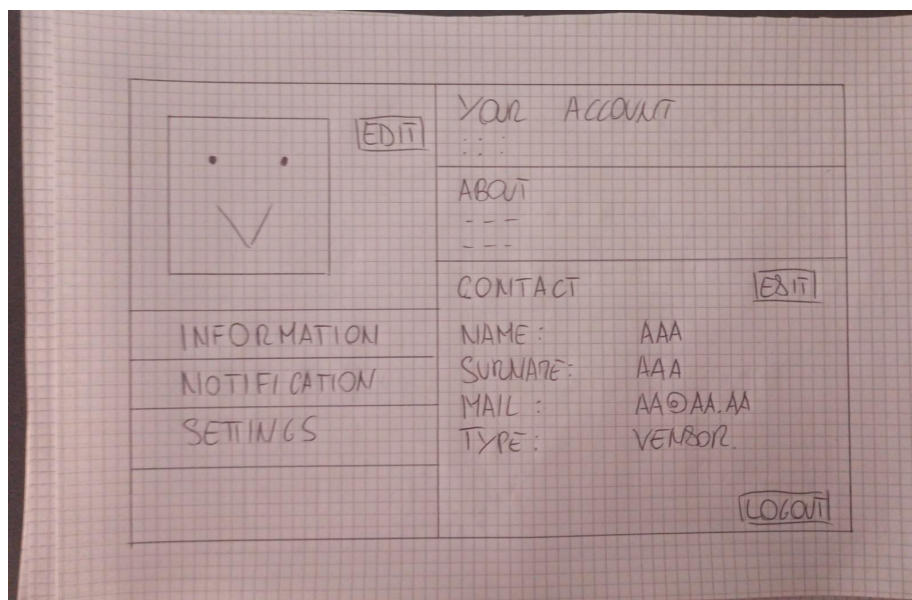 EDIT
INFORMATION
NOTIFICATION
SETTINGS
YOUR ACCOUNT
ABOUT
CONTACT EDIT
NAME: AAA
SURNAME: AAA
MAIL: AA@AA.AA
TYPE: VENDOR.
LOGOUT